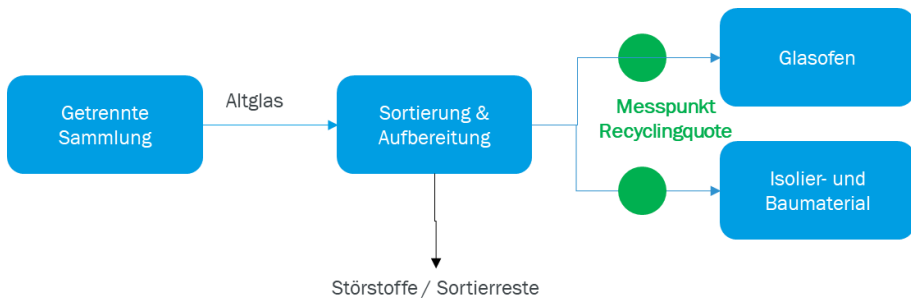 Getrennte
Sammlung
Altglas
Sortierung &
Aufbereitung
Störstoffe / Sortierreste
Messpunkt
Recyclingquote
Glasofen
Isolier- und
Baumaterial